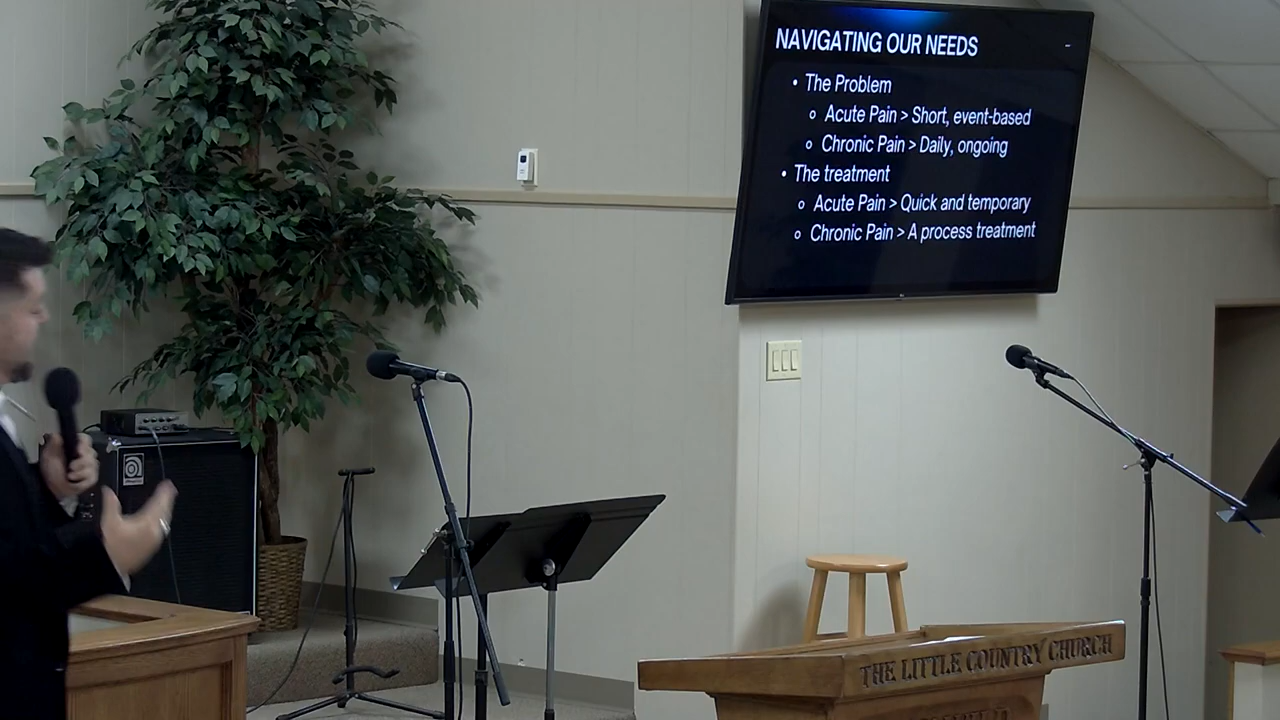 NAVIGATING OUR NEEDS
• The Problem
○ Acute Pain > Short, event-based
○ Chronic Pain > Daily, ongoing
• The treatment
○ Acute Pain > Quick and temporary
○ Chronic Pain > A process treatment
THE LITTLE COUNTRY CHURCH